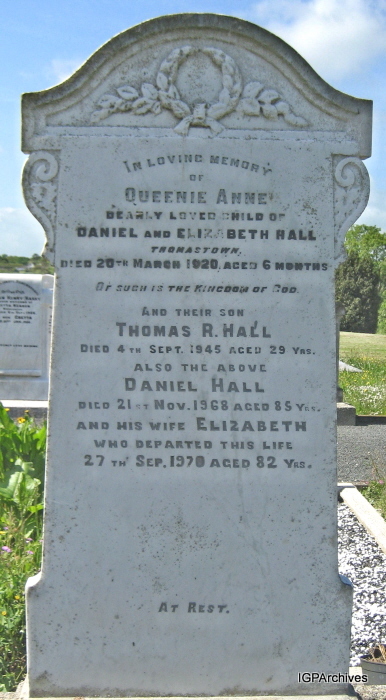 In loving memory
of
Queenie Anne
dearly loved child of
Daniel and Elizabeth Hall
Thomastown,
Died 20th March 1920, aged 6 months
Of such is the Kingdom of God.
And their son
Thomas R. Hall
Died 4th Sept. 1945 aged 29 Yrs.
also the above
Daniel Hall
died 21st Nov. 1968 aged 85 Yrs.
and his wife Elizabeth
who departed this life
27th Sep. 1970 aged 82 Yrs.
At Rest.
IGPArchives